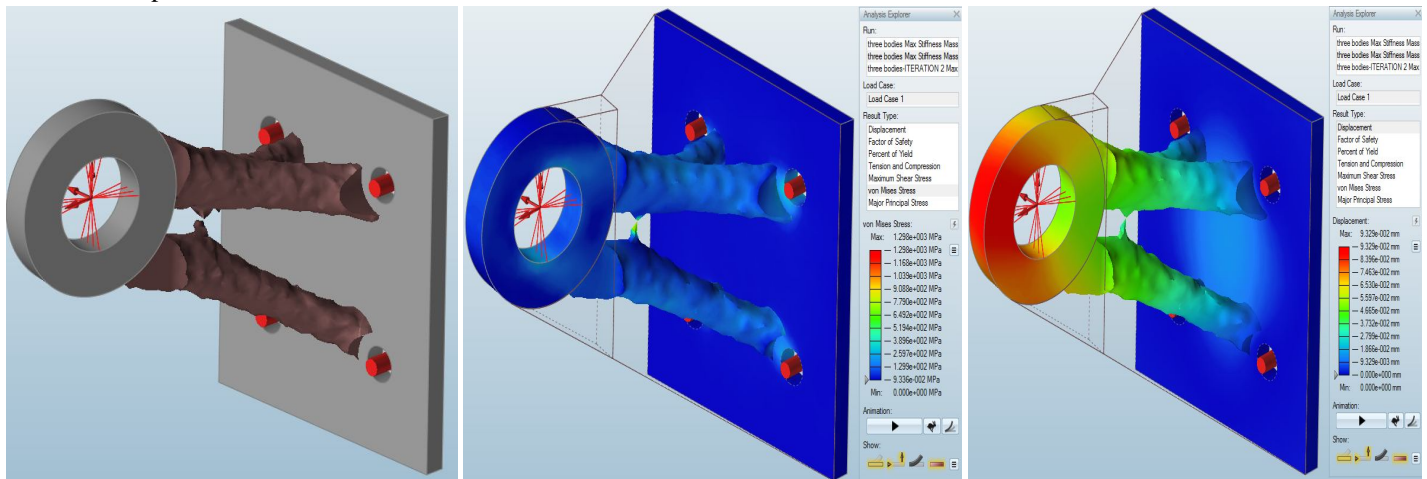 Analysis Explorer
Run:
three bodies Max Stiffness Mass
three bodies Max Stiffness Mass
three bodies-ITERATION 2 Max
Load Case:
Load Case 1
Result Type:
Displacement
Factor of Safety
Percent of Yield
Tension and Compression
Maximum Shear Stress
von Mises Stress
Major Principal Stress
von Mises Stress:
Max: 1.298e+003 MPa
1.298e+003 MPa
1.168e+003 MPa
1.039e+003 MPa
9.088e+002 MPa
7.790e+002 MPa
6.492e+002 MPa
5.194e+002 MPa
3.896e+002 MPa
2.597e+002 MPa
1.299e+002 MPa
9.336e-002 MPa
Min: 0.000e+000 MPa
Animation:
Show:
Analysis Explorer
Run:
three bodies Max Stiffness Mass
three bodies Max Stiffness Mass
three bodies-ITERATION 2 Max
Load Case:
Load Case 1
Result Type:
Displacement
Factor of Safety
Percent of Yield
Tension and Compression
Maximum Shear Stress
von Mises Stress
Major Principal Stress
Displacement:
Max: 9.329e-002 mm
9.329e-002 mm
8.396e-002 mm
7.463e-002 mm
6.530e-002 mm
5.597e-002 mm
4.665e-002 mm
3.732e-002 mm
2.799e-002 mm
1.866e-002 mm
9.329e-003 mm
0.000e+000 mm
Min: 0.000e+000 mm
Animation:
Show: